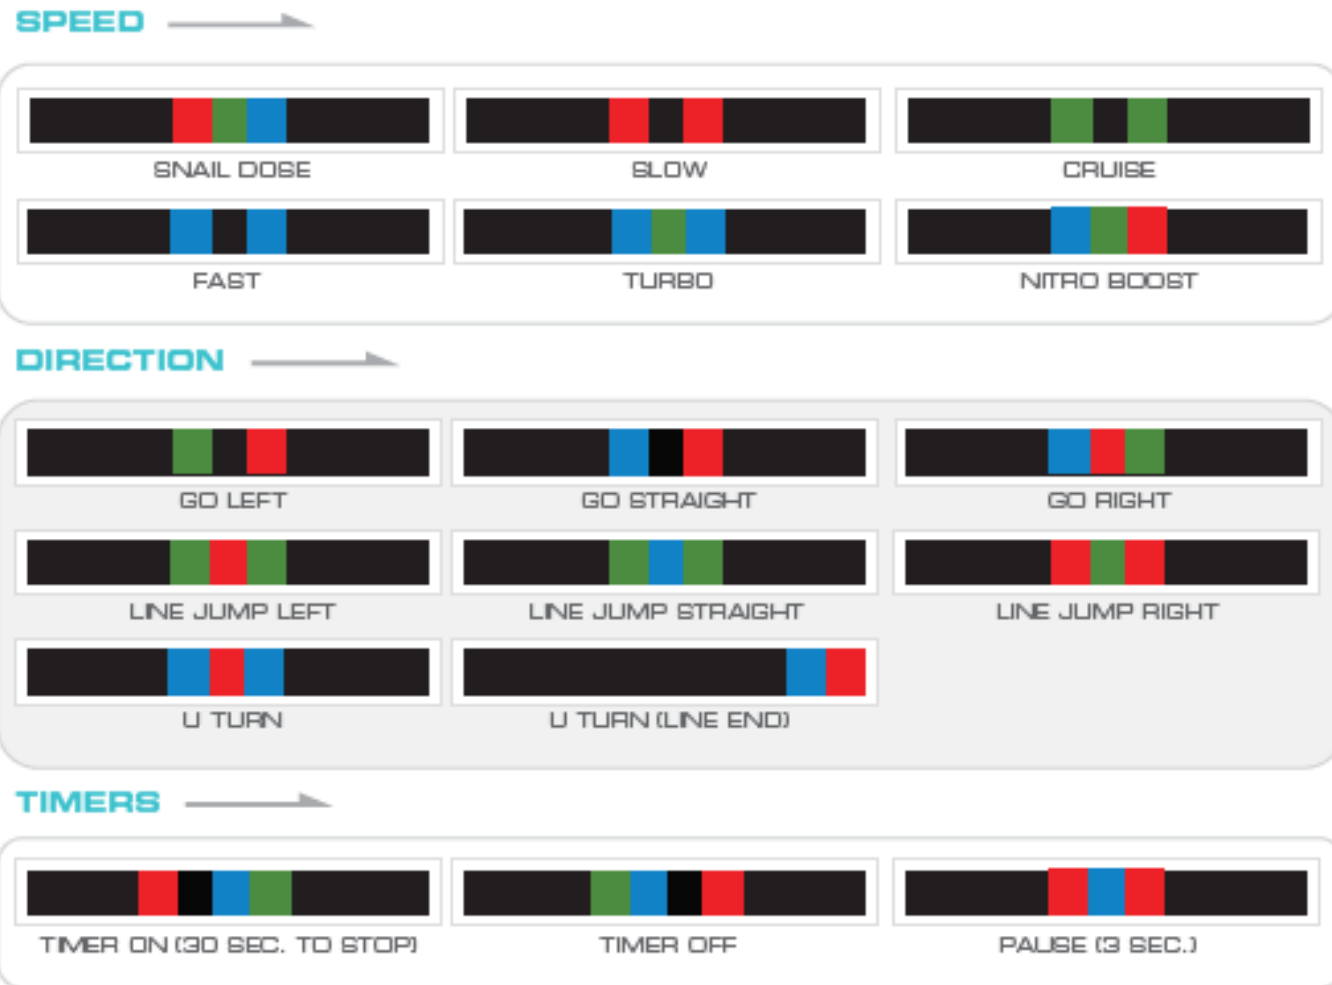 SPEED
SNAIL DOSE
SLOW
CRUISE
FAST
TURBO
NITRO BOOST
DIRECTION
GO LEFT
GO STRAIGHT
GO RIGHT
LINE JUMP LEFT
LINE JUMP STRAIGHT
LINE JUMP RIGHT
U TURN
U TURN (LINE END)
TIMERS
TIMER ON (30 SEC. TO STOP)
TIMER OFF
PAUSE (3 SEC.)